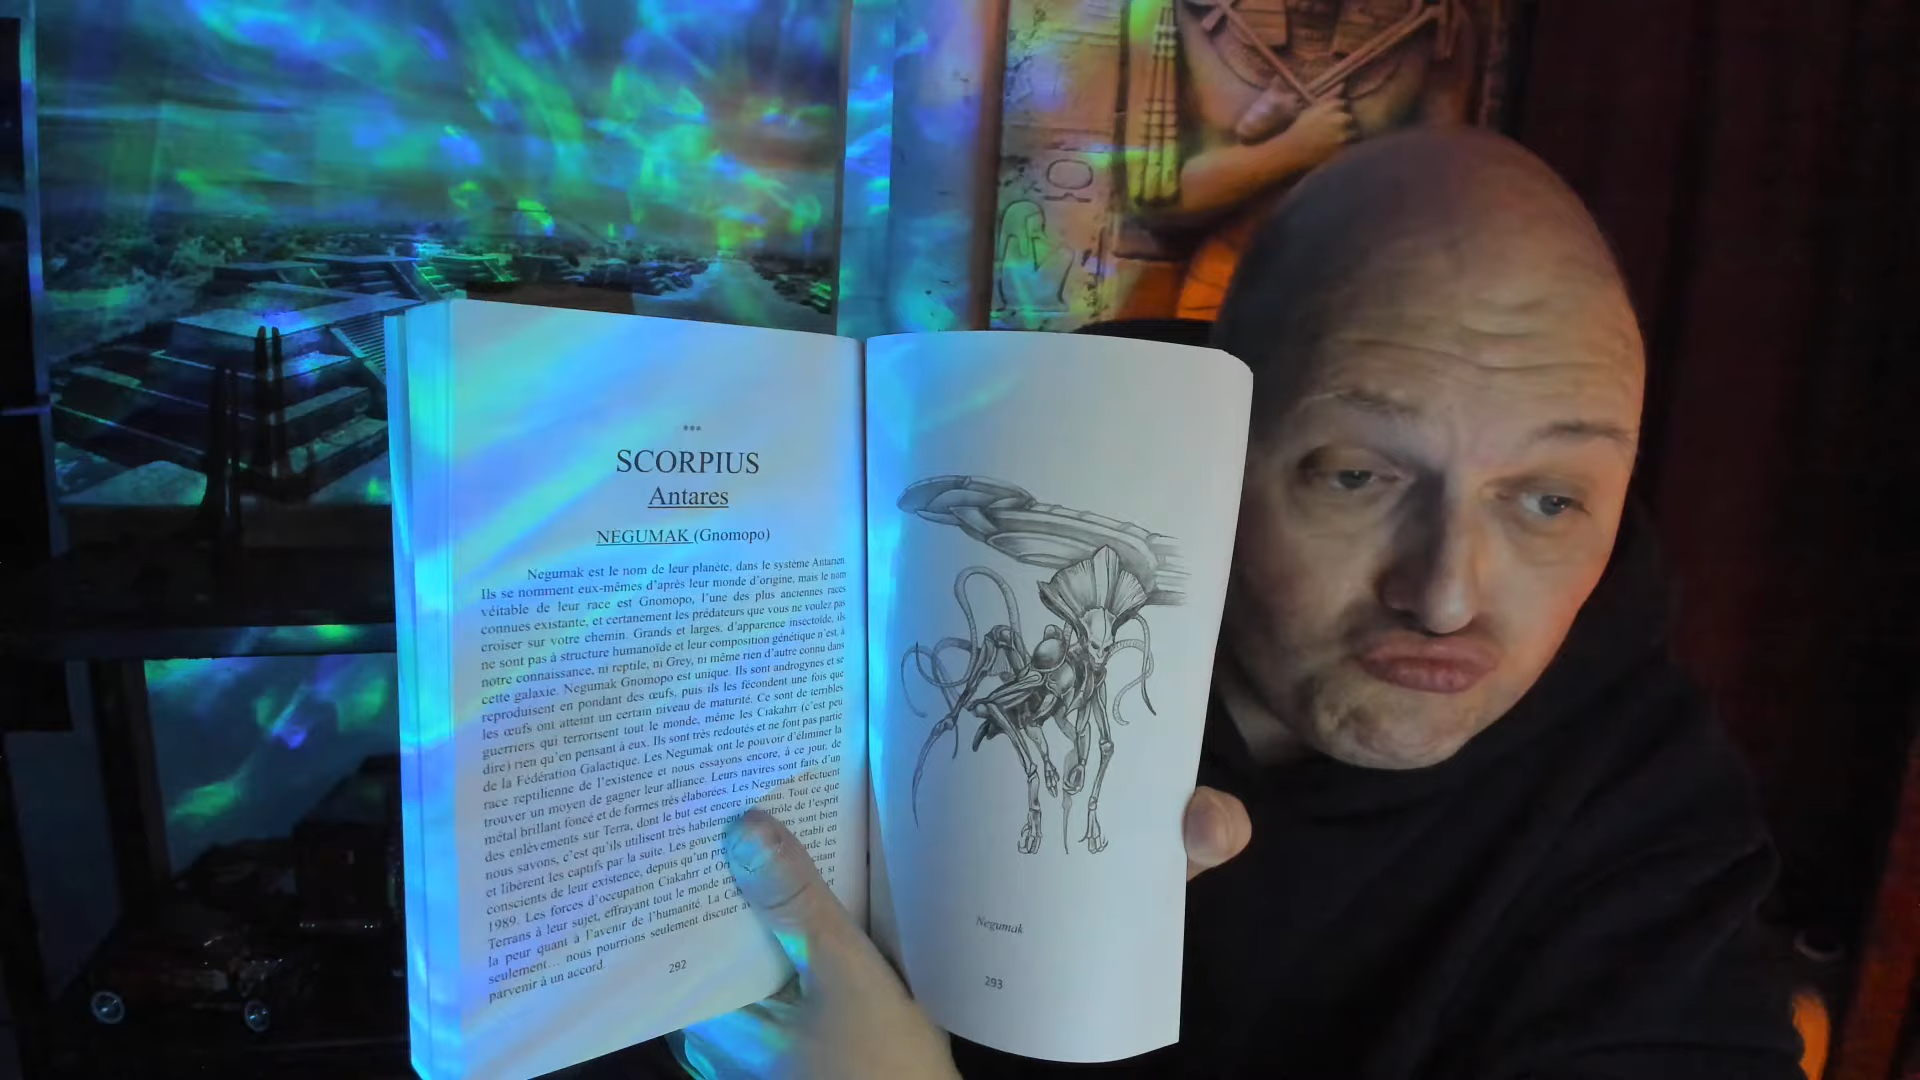 ***
SCORPIUS
Antares
NEGUMAK (Gnomopo)
Negumak est le nom de leur planète, dans le système Antarien
Ils se nomment eux-mêmes d'après leur monde d'origine, mais le nom
véitable de leur race est Gnomopo, l'une des plus anciennes races
connues existante, et certanement les prédateurs que vous ne voulez pas
croiser sur votre chemin. Grands et larges, d'apparence insectoïde, ils
ne sont pas à structure humanoïde et leur composition génétique n'est, à
notre connaissance, ni reptile, ni Grey, ni même rien d'autre connu dans
cette galaxie. Negumak Gnomopo est unique. Ils sont androgynes et se
reproduisent en pondant des œufs, puis ils les fécondent une fois que
les œufs ont atteint un certain niveau de maturité. Ce sont de terribles
guerriers qui terrorisent tout le monde, même les Ciakahrr (c'est peu
dire) rien qu'en pensant à eux. Ils sont très redoutés et ne font pas partie
de la Fédération Galactique. Les Negumak ont le pouvoir d'éliminer la
race reptilienne de l'existence et nous essayons encore, à ce jour, de
trouver un moyen de gagner leur alliance. Leurs navires sont faits d'un
métal brillant foncé et de formes très élaborées. Les Negumak effectuent
des enlèvements sur Terra, dont le but est encore inconnu. Tout ce que
nous savons, c'est qu'ils utilisent très habilement contrôle de l'esprit
et libèrent les captifs par la suite. Les sont bien
conscients de leur existence, depuis qu'un établi en
1989. Les forces d'occupation Ciakahrr et les
Terrans à leur sujet, effrayant tout le monde
la peur quant à l'avenir de l'humanité. La si
seulement… nous pourrions seulement discuter
parvenir à un accord.
292
Negumak
293